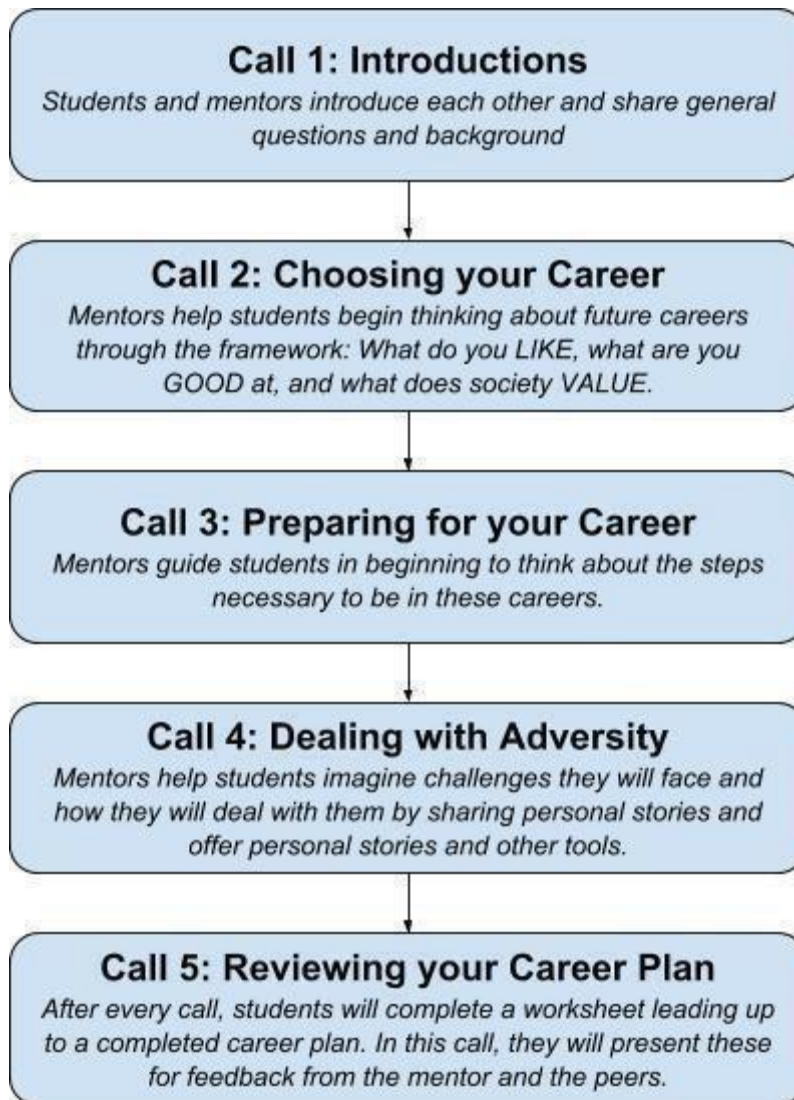 Call 1: Introductions
Students and mentors introduce each other and share general
questions and background
Call 2: Choosing your Career
Mentors help students begin thinking about future careers
through the framework: What do you LIKE, what are you
GOOD at, and what does society VALUE.
Call 3: Preparing for your Career
Mentors guide students in beginning to think about the steps
necessary to be in these careers.
Call 4: Dealing with Adversity
Mentors help students imagine challenges they will face and
how they will deal with them by sharing personal stories and
offer personal stories and other tools.
Call 5: Reviewing your Career Plan
After every call, students will complete a worksheet leading up
to a completed career plan. In this call, they will present these
for feedback from the mentor and the peers.